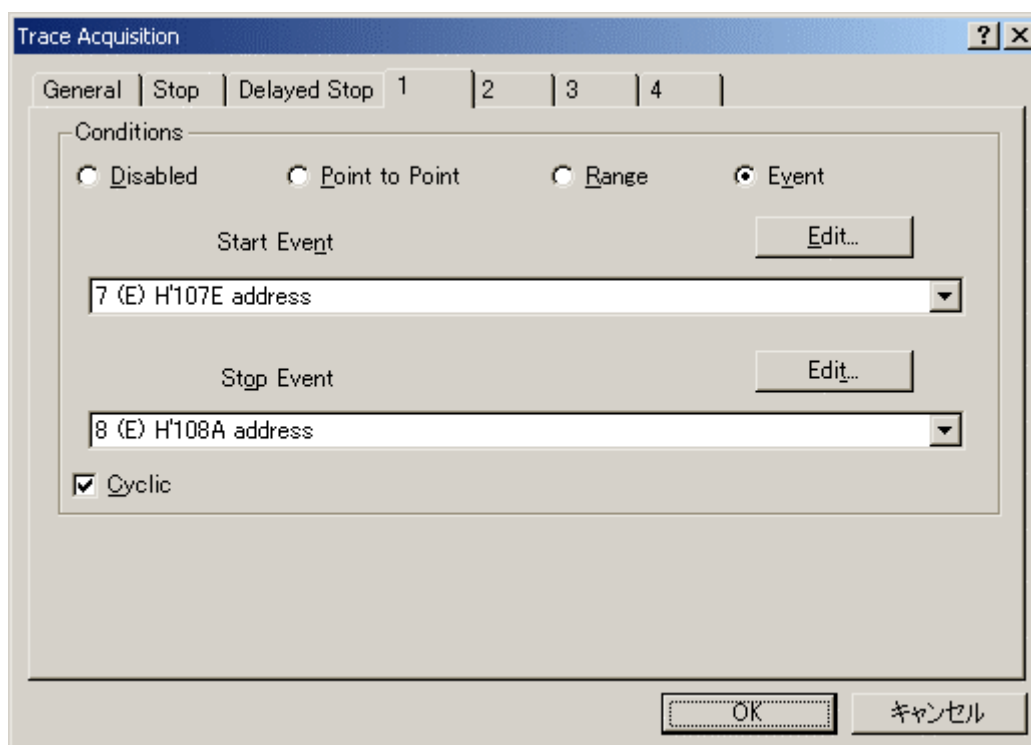 Trace Acquisition
General Stop Delayed Stop 1 2 3 4
Conditions
Disabled Point to Point Range Event
Start Event Edit...
7 (E) H'107E address
Stop Event Edit...
8 (E) H'108A address
Cyclic
OK キャンセル